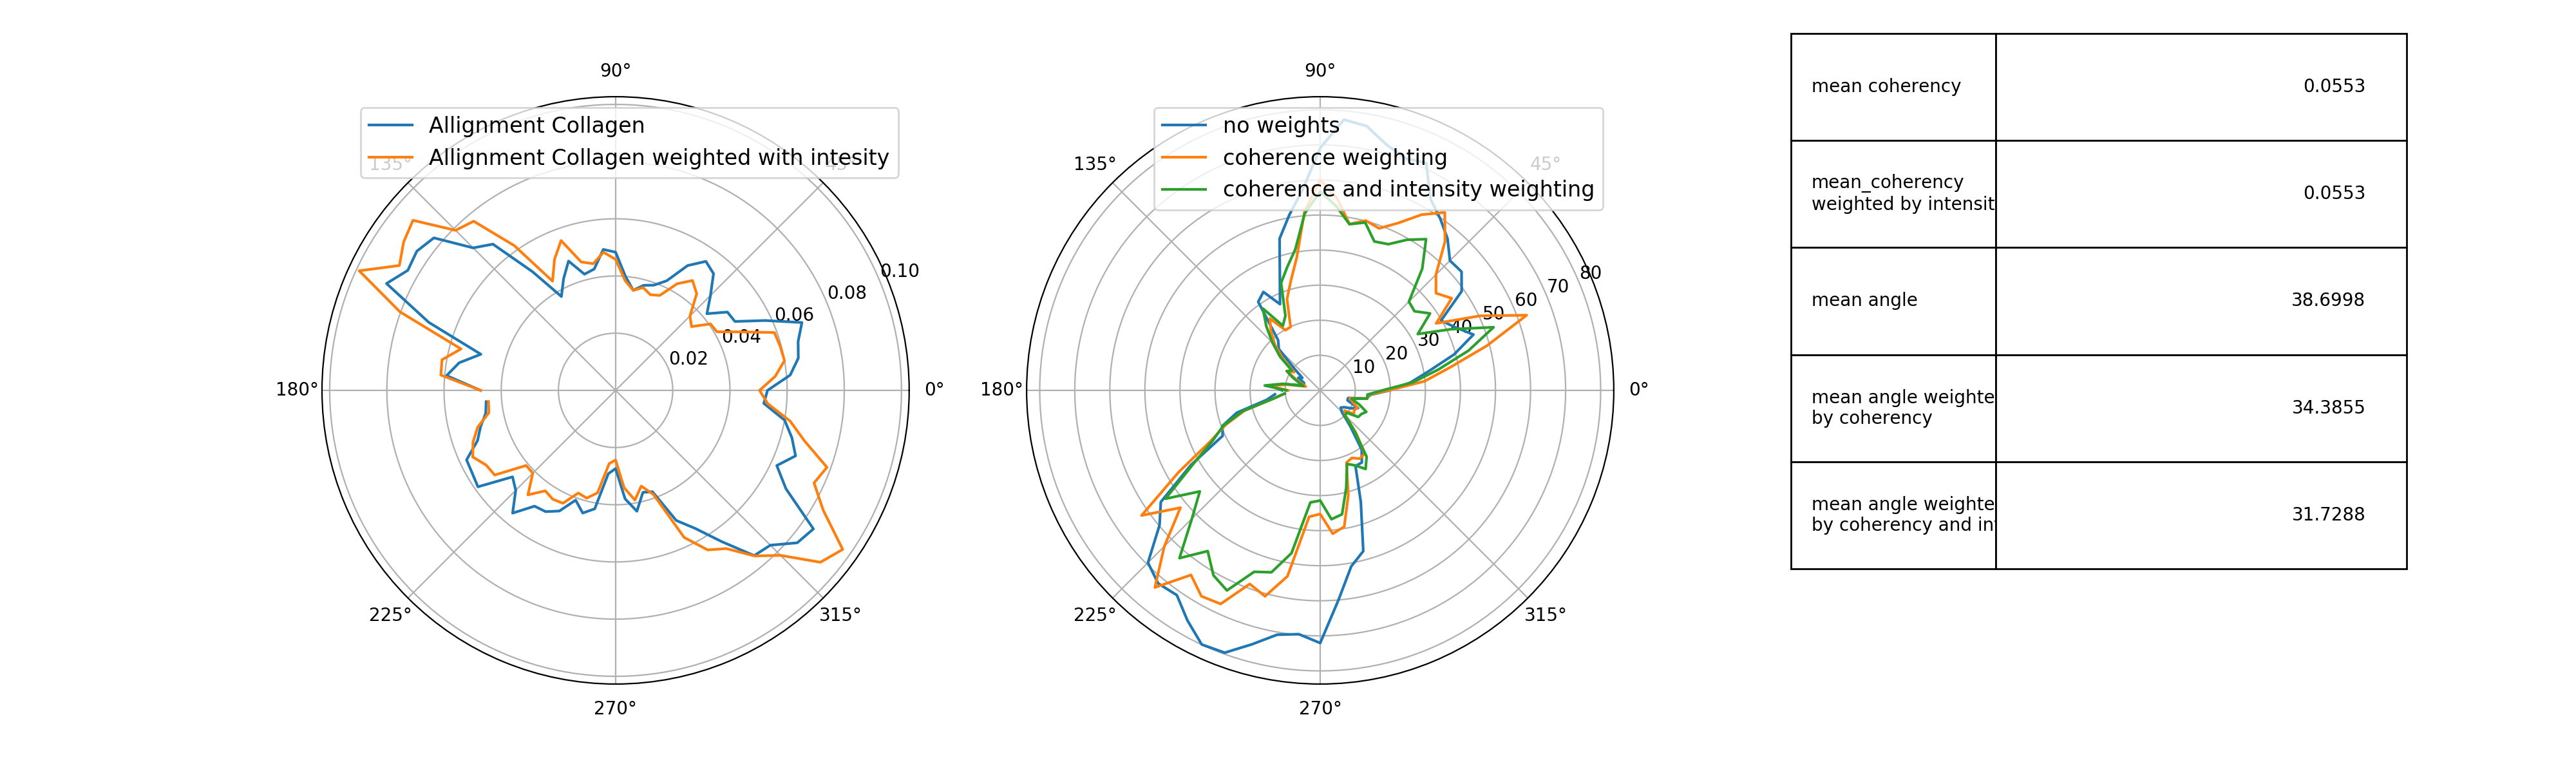 90°
Allignment Collagen
Allignment Collagen weighted with intesity
135°
45°
0.10
0.08
0.06
0.04
0.02
180°
0°
225°
315°
270°
90°
no weights
coherence weighting
coherence and intensity weighting
135°
45°
80
70
60
50
40
30
20
10
180°
0°
225°
315°
270°
mean coherency
0.0553
mean_coherency
weighted by intensit
0.0553
mean angle
38.6998
mean angle weighte
by coherency
34.3855
mean angle weighte
by coherency and in
31.7288